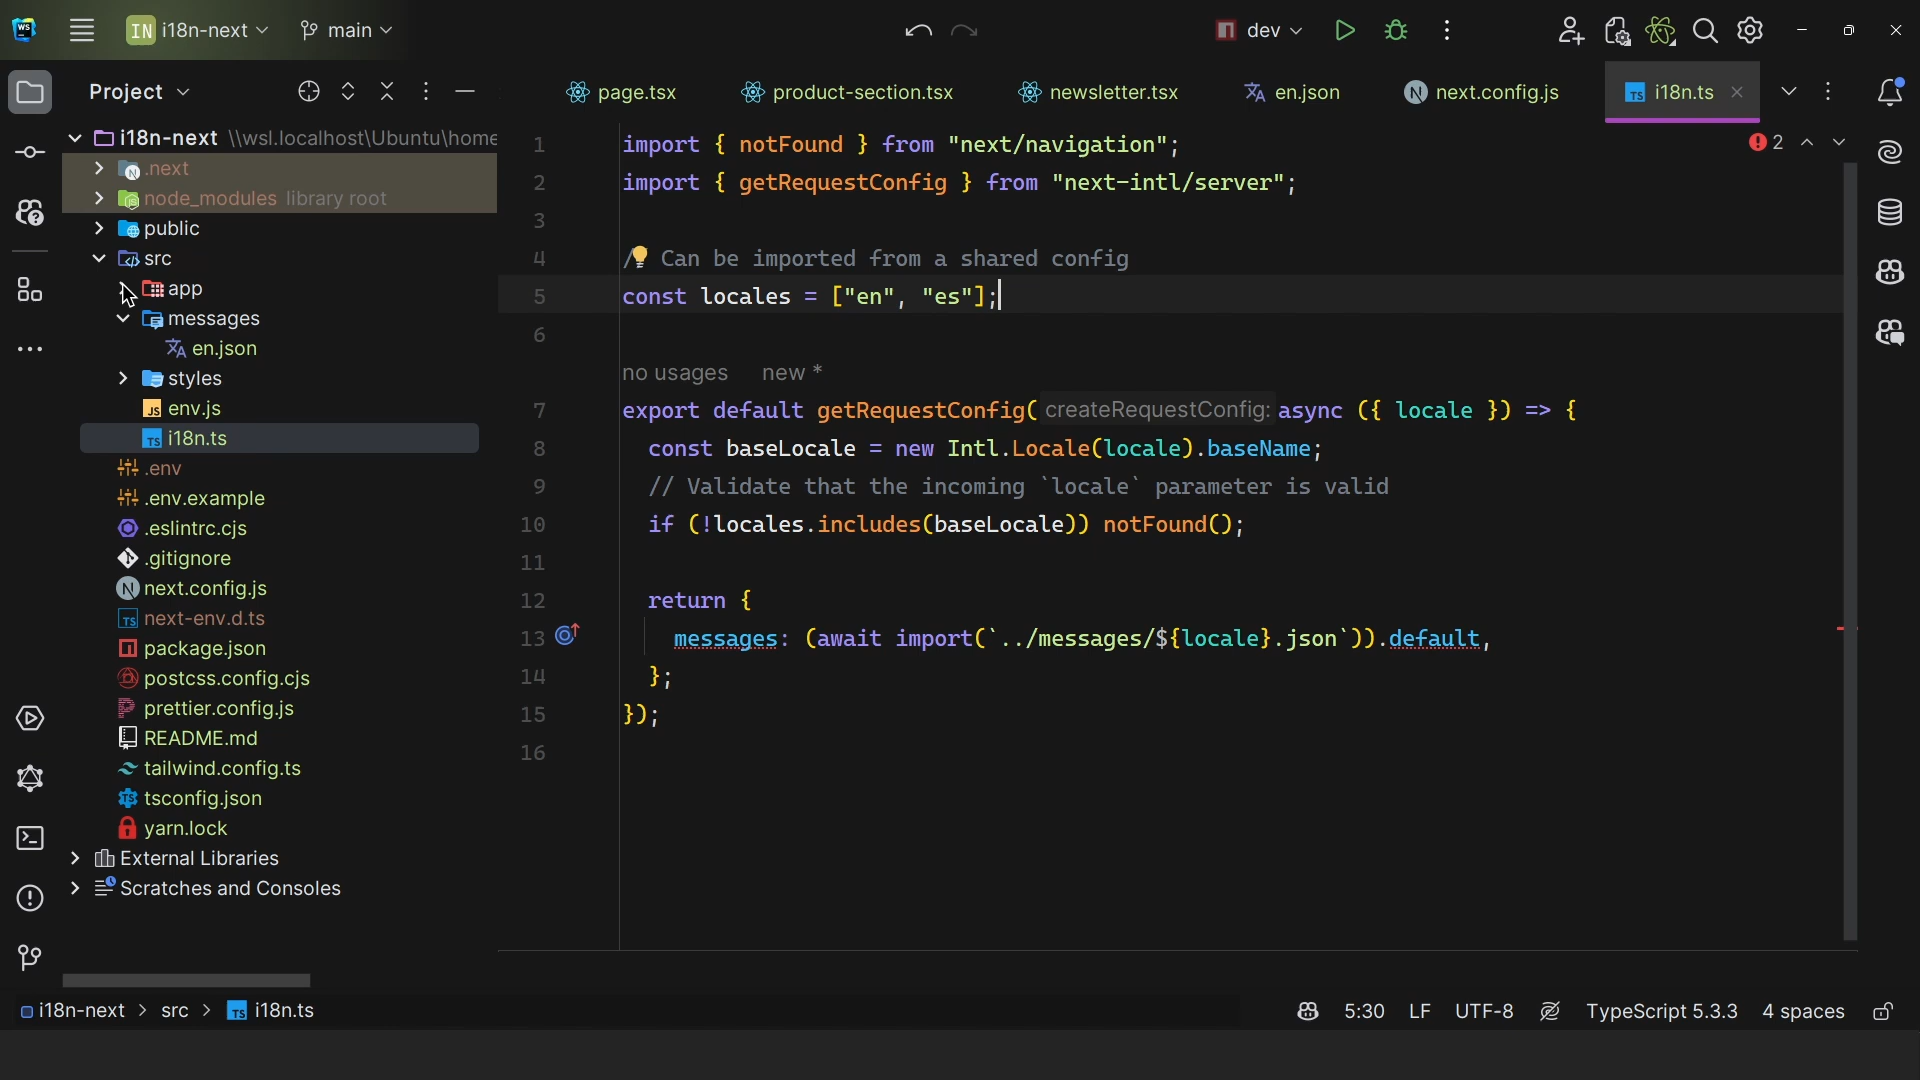 WS
IN i18n-next
main
dev
Project
page.tsx
product-section.tsx
newsletter.tsx
en.json
next.config.js
TS i18n.ts
i18n-next \\wsl.localhost\Ubuntu\home
.next
node_modules library root
public
src
app
messages
en.json
styles
JS env.js
TS i18n.ts
.env
.env.example
.eslintrc.cjs
.gitignore
next.config.js
TS next-env.d.ts
package.json
postcss.config.cjs
prettier.config.js
README.md
tailwind.config.ts
TS tsconfig.json
yarn.lock
External Libraries
Scratches and Consoles
2
1 import { notFound } from "next/navigation";
2 import { getRequestConfig } from "next-intl/server";
3
4 / Can be imported from a shared config
5 const locales = ["en", "es"];
6
no usages new *
7 export default getRequestConfig( createRequestConfig: async ({ locale }) => {
8 const baseLocale = new Intl.Locale(locale).baseName;
9 // Validate that the incoming `locale` parameter is valid
10 if (!locales.includes(baseLocale)) notFound();
11
12 return {
13 messages: (await import(`../messages/${locale}.json`)).default,
14 };
15 });
16
i18n-next > src > TS i18n.ts
5:30 LF UTF-8 TypeScript 5.3.3 4 spaces